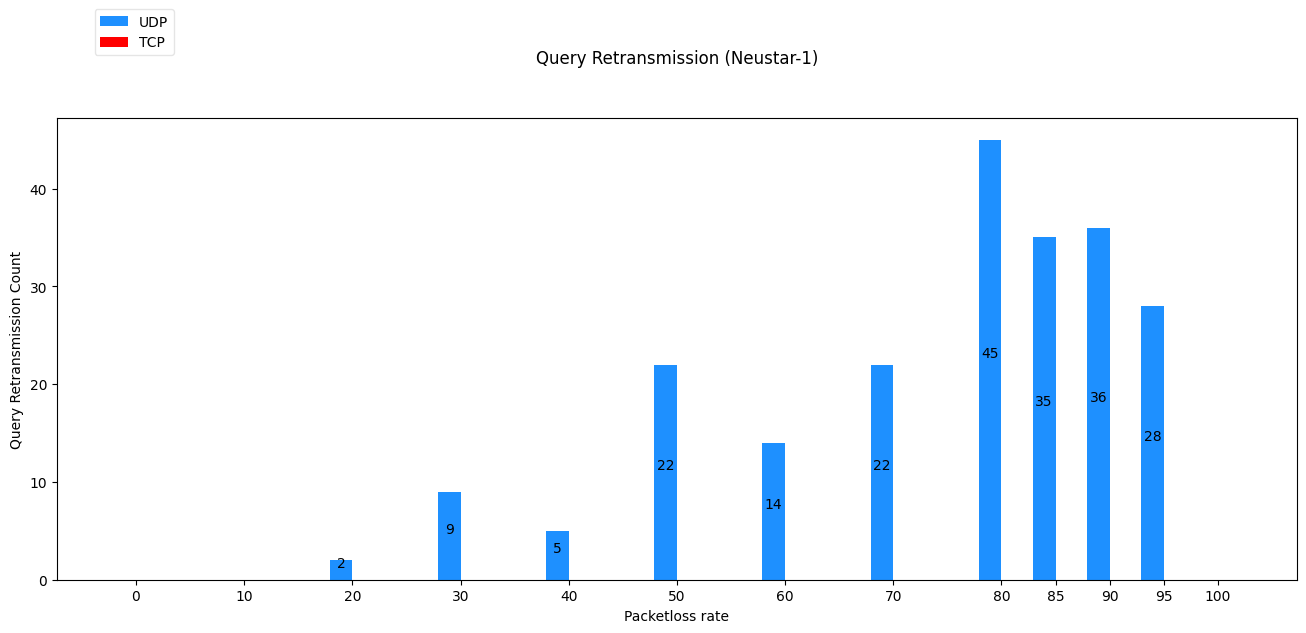 UDP
TCP
Query Retransmission (Neustar-1)
Query Retransmission Count
40
30
20
10
0
2
9
5
22
14
22
45
35
36
28
0 10 20 30 40 50 60 70 80 85 90 95 100
Packetloss rate